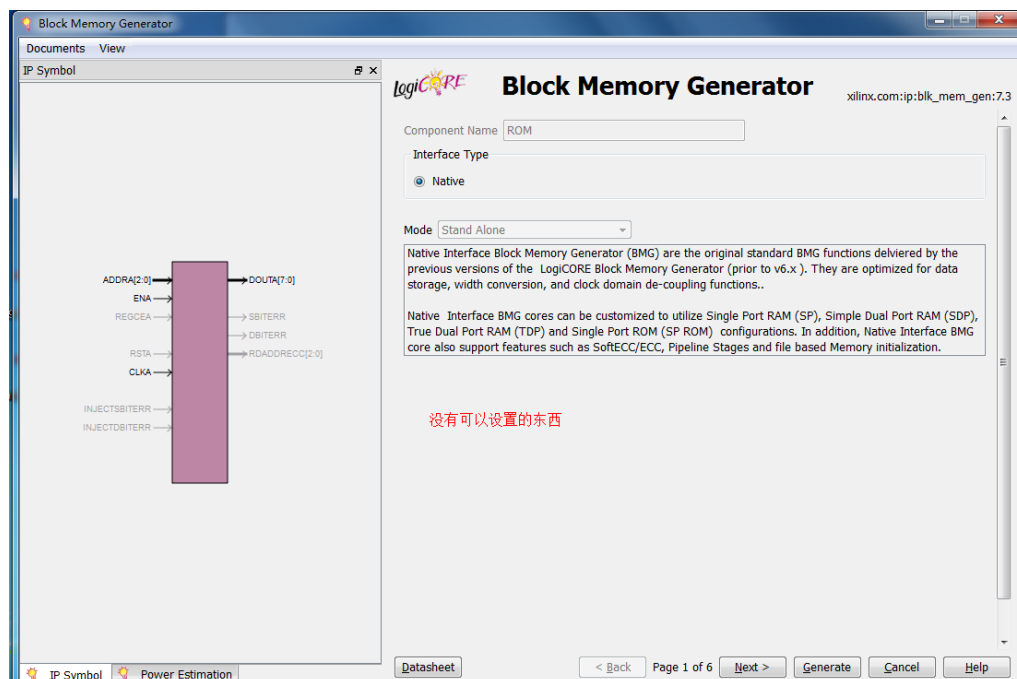 Block Memory Generator
Documents View
IP Symbol
LogiCORE
Block Memory Generator
xilinx.com:ip:blk_mem_gen:7.3
Component Name ROM
Interface Type
Native
Mode Stand Alone
Native Interface Block Memory Generator (BMG) are the original standard BMG functions delviered by the
previous versions of the LogiCORE Block Memory Generator (prior to v6.x ). They are optimized for data
storage, width conversion, and clock domain de-coupling functions..
Native Interface BMG cores can be customized to utilize Single Port RAM (SP), Simple Dual Port RAM (SDP),
True Dual Port RAM (TDP) and Single Port ROM (SP ROM) configurations. In addition, Native Interface BMG
core also support features such as SoftECC/ECC, Pipeline Stages and file based Memory initialization.
ADDRA[2:0] DOUTA[7:0]
ENA
REGCEA SBITERR
DBITERR
RSTA RDADDRECC[2:0]
CLKA
INJECTSBITERR
INJECTDBITERR
没有可以设置的东西
IP Symbol Power Estimation
Datasheet < Back Page 1 of 6 Next > Generate Cancel Help